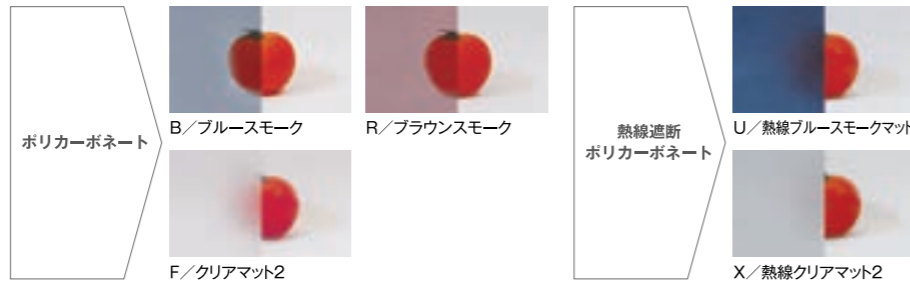 ポリカーボネート
B／ブルースモーク
R／ブラウンスモーク
F／クリアマット2
熱線遮断
ポリカーボネート
U／熱線ブルースモークマット
X／熱線クリアマット2